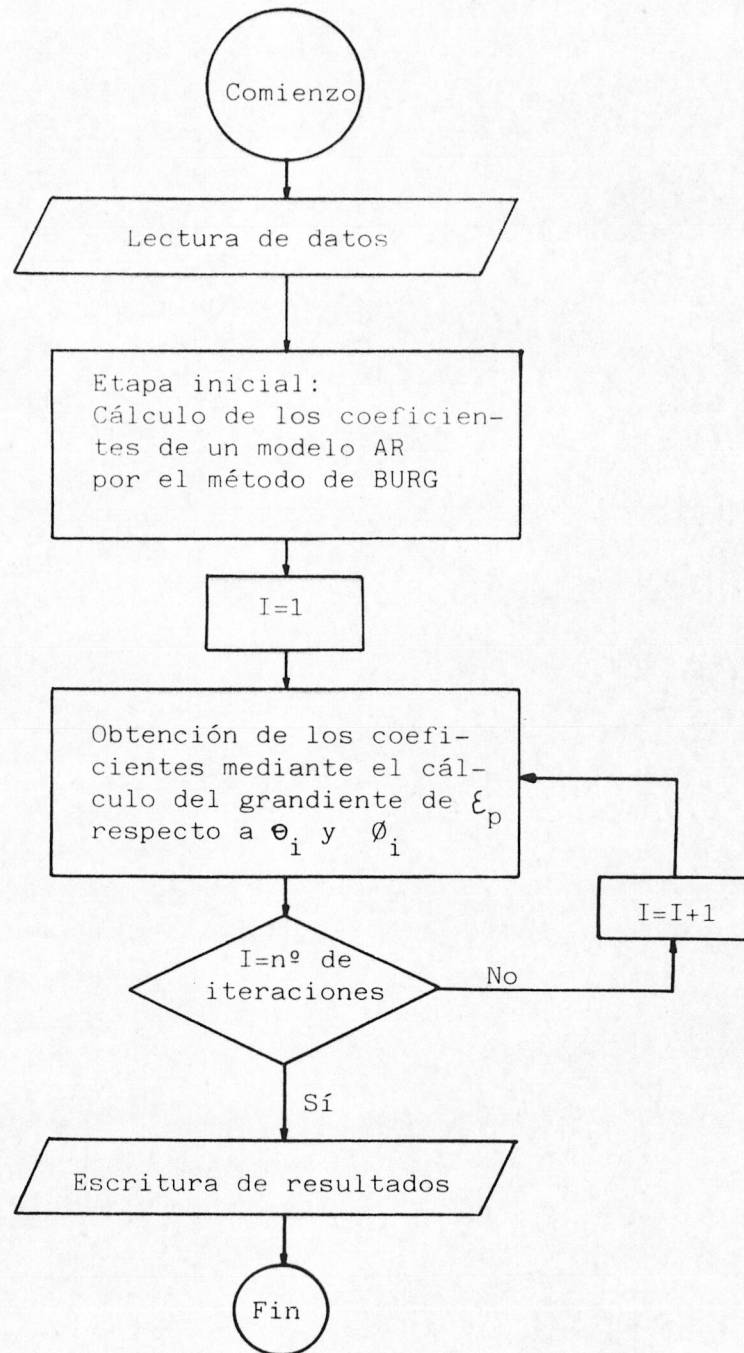 Comienzo
Lectura de datos
Etapa inicial:
Cálculo de los coeficien-
tes de un modelo AR
por el método de BURG
I=1
Obtención de los coefi-
cientes mediante el cál-
culo del grandiente de Ɛp
respecto a Θi y Øi
I=I+1
I=nº de
iteraciones
No
Sí
Escritura de resultados
Fin